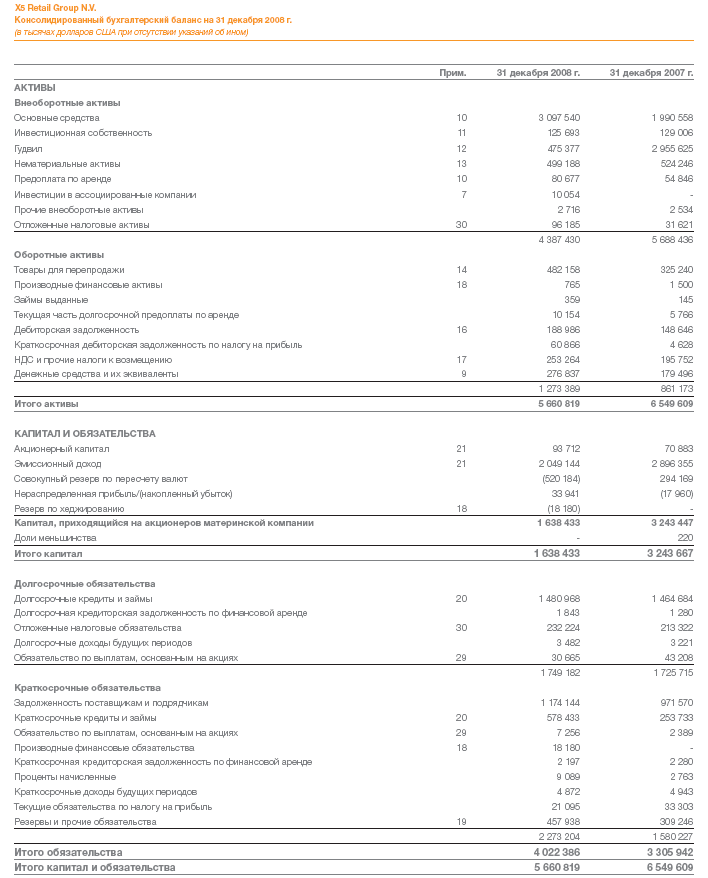 X5 Retail Group N.V.
Консолидированный бухгалтерский баланс на 31 декабря 2008 г.
(в тысячах долларов США при отсутствии указаний об ином)
Прим. 31 декабря 2008 г. 31 декабря 2007 г.
АКТИВЫ
Внеоборотные активы
Основные средства 10 3 097 540 1 990 558
Инвестиционная собственность 11 125 693 129 006
Гудвил 12 475 377 2 955 625
Нематериальные активы 13 499 188 524 246
Предоплата по аренде 10 80 677 54 846
Инвестиции в ассоциированные компании 7 10 054 -
Прочие внеоборотные активы 2 716 2 534
Отложенные налоговые активы 30 96 185 31 621
4 387 430 5 688 436
Оборотные активы
Товары для перепродажи 14 482 158 325 240
Производные финансовые активы 18 765 1 500
Займы выданные 359 145
Текущая часть долгосрочной предоплаты по аренде 10 154 5 766
Дебиторская задолженность 16 188 986 148 646
Краткосрочная дебиторская задолженность по налогу на прибыль 60 866 4 628
НДС и прочие налоги к возмещению 17 253 264 195 752
Денежные средства и их эквиваленты 9 276 837 179 496
1 273 389 861 173
Итого активы 5 660 819 6 549 609
КАПИТАЛ И ОБЯЗАТЕЛЬСТВА
Акционерный капитал 21 93 712 70 883
Эмиссионный доход 21 2 049 144 2 896 355
Совокупный резерв по пересчету валют (520 184) 294 169
Нераспределенная прибыль/(накопленный убыток) 33 941 (17 960)
Резерв по хеджированию 18 (18 180) -
Капитал, приходящийся на акционеров материнской компании 1 638 433 3 243 447
Доли меньшинства - 220
Итого капитал 1 638 433 3 243 667
Долгосрочные обязательства
Долгосрочные кредиты и займы 20 1 480 968 1 464 684
Долгосрочная кредиторская задолженность по финансовой аренде 1 843 1 280
Отложенные налоговые обязательства 30 232 224 213 322
Долгосрочные доходы будущих периодов 3 482 3 221
Обязательство по выплатам, основанным на акциях 29 30 665 43 208
1 749 182 1 725 715
Краткосрочные обязательства
Задолженность поставщикам и подрядчикам 1 174 144 971 570
Краткосрочные кредиты и займы 20 578 433 253 733
Обязательство по выплатам, основанным на акциях 29 7 256 2 389
Производные финансовые обязательства 18 18 180 -
Краткосрочная кредиторская задолженность по финансовой аренде 2 197 2 280
Проценты начисленные 9 089 2 763
Краткосрочные доходы будущих периодов 4 872 4 943
Текущие обязательства по налогу на прибыль 21 095 33 303
Резервы и прочие обязательства 19 457 938 309 246
2 273 204 1 580 227
Итого обязательства 4 022 386 3 305 942
Итого капитал и обязательства 5 660 819 6 549 609